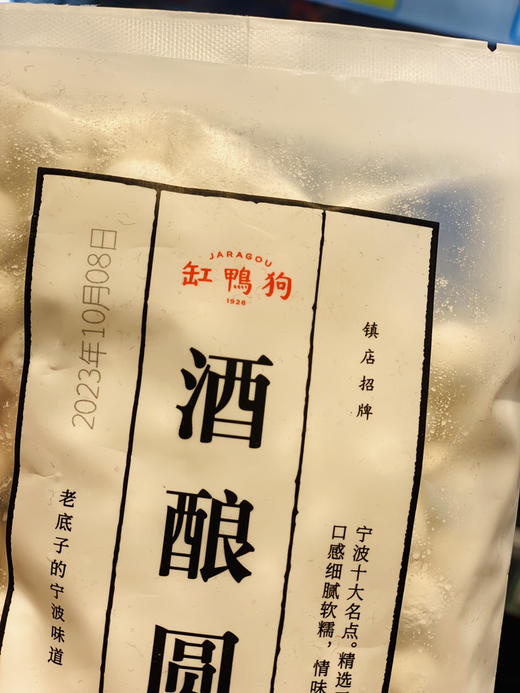 JARAGOU
缸鴨狗
1926
酒酿圆
镇店招牌
宁波十大名点。精选
口感细腻软糯，情味
2023年10月08日
老底子的宁波味道